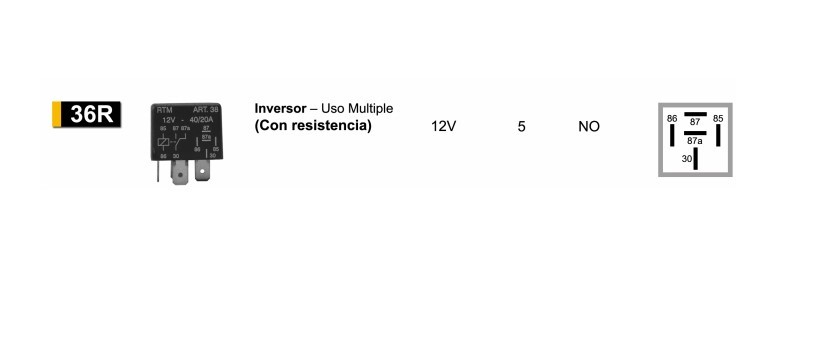 36R
RTM ART. 36
12V - 40/20A
85 87 87a 87
87a
86 85
86 30 30
Inversor – Uso Multiple
(Con resistencia)
12V
5
NO
86 85
87
87a
30